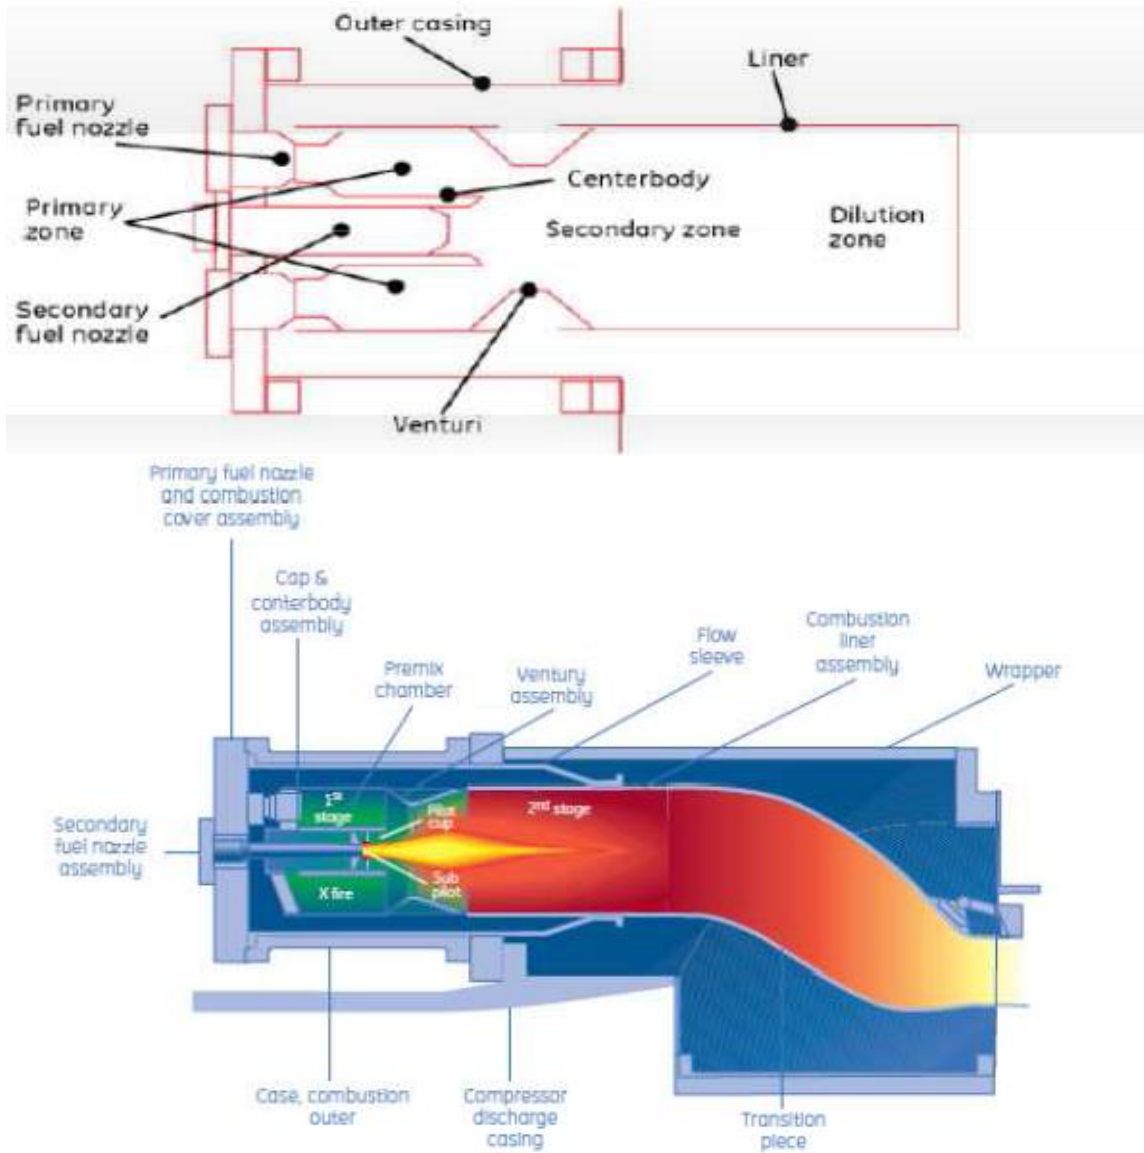 Outer casing
Liner
Primary
fuel nozzle
Centerbody
Primary
zone
Secondary zone
Dilution
zone
Secondary
fuel nozzle
Venturi
Primary fuel nozzle
and combustion
cover assembly
Cap &
conterbody
assembly
Premix
chamber
Ventury
assembly
Flow
sleeve
Combustion
liner
assembly
Wrapper
Secondary
fuel nozzle
assembly
1st
stage
Pilot
cup
2nd stage
X fire
Sub
pilot
Case, combustion
outer
Compressor
discharge
casing
Transition
piece